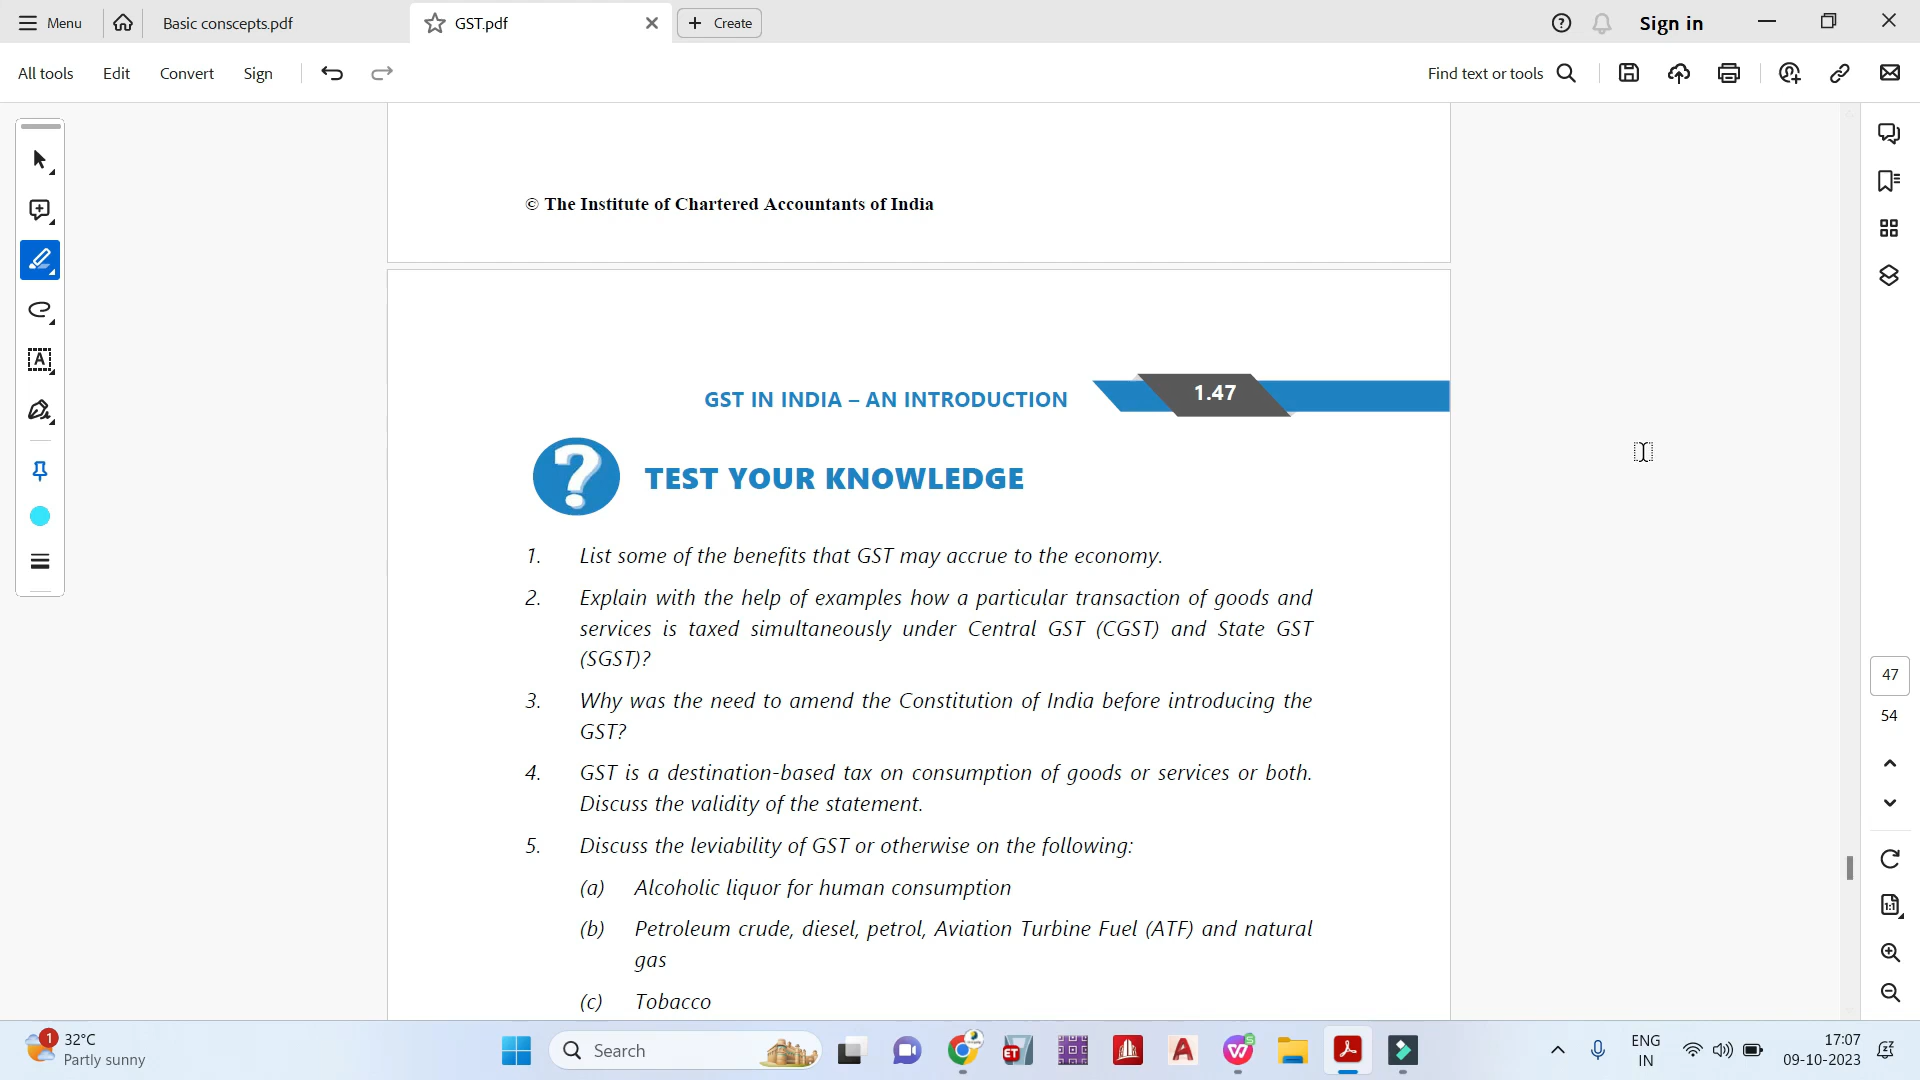 Menu
Basic conscepts.pdf
GST.pdf
Create
Sign in
All tools
Edit
Convert
Sign
Find text or tools
© The Institute of Chartered Accountants of India
GST IN INDIA – AN INTRODUCTION
1.47
TEST YOUR KNOWLEDGE
1. List some of the benefits that GST may accrue to the economy.
2. Explain with the help of examples how a particular transaction of goods and
services is taxed simultaneously under Central GST (CGST) and State GST
(SGST)?
3. Why was the need to amend the Constitution of India before introducing the
GST?
4. GST is a destination-based tax on consumption of goods or services or both.
Discuss the validity of the statement.
5. Discuss the leviability of GST or otherwise on the following:
(a) Alcoholic liquor for human consumption
(b) Petroleum crude, diesel, petrol, Aviation Turbine Fuel (ATF) and natural
gas
(c) Tobacco
47
54
1:1
1
32°C
Partly sunny
Search
ET
ENG
IN
17:07
09-10-2023